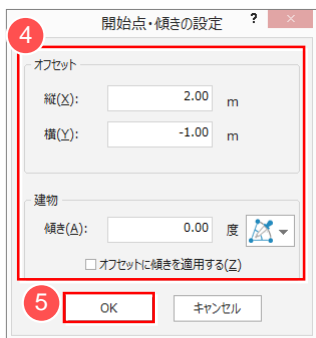 開始点・傾きの設定 ? ×
4
オフセット
縦(X): 2.00 m
横(Y): -1.00 m
建物
傾き(A): 0.00 度
オフセットに傾きを適用する(Z)
5 OK キャンセル